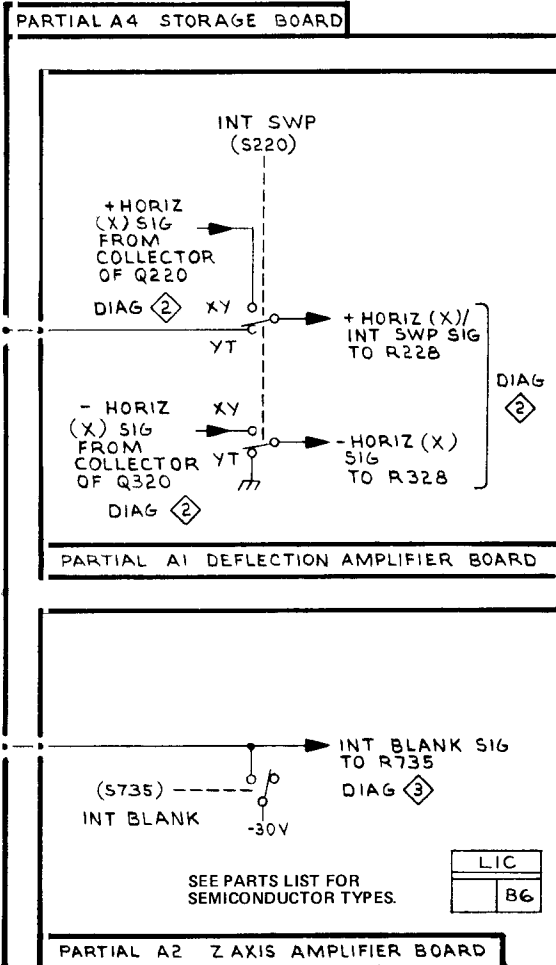 PARTIAL A4 STORAGE BOARD
INT SWP
(S220)
+ HORIZ
(X) SIG
FROM
COLLECTOR
OF Q220
DIAG 2
XY
YT
+ HORIZ (X)/
INT SWP SIG
TO R228
DIAG
2
- HORIZ
(X) SIG
FROM
COLLECTOR
OF Q320
DIAG 2
XY
YT
- HORIZ (X)
SIG
TO R328
PARTIAL A1 DEFLECTION AMPLIFIER BOARD
INT BLANK SIG
TO R735
DIAG 3
(S735)
INT BLANK
-30V
SEE PARTS LIST FOR
SEMICONDUCTOR TYPES.
LIC
B6
PARTIAL A2 Z AXIS AMPLIFIER BOARD